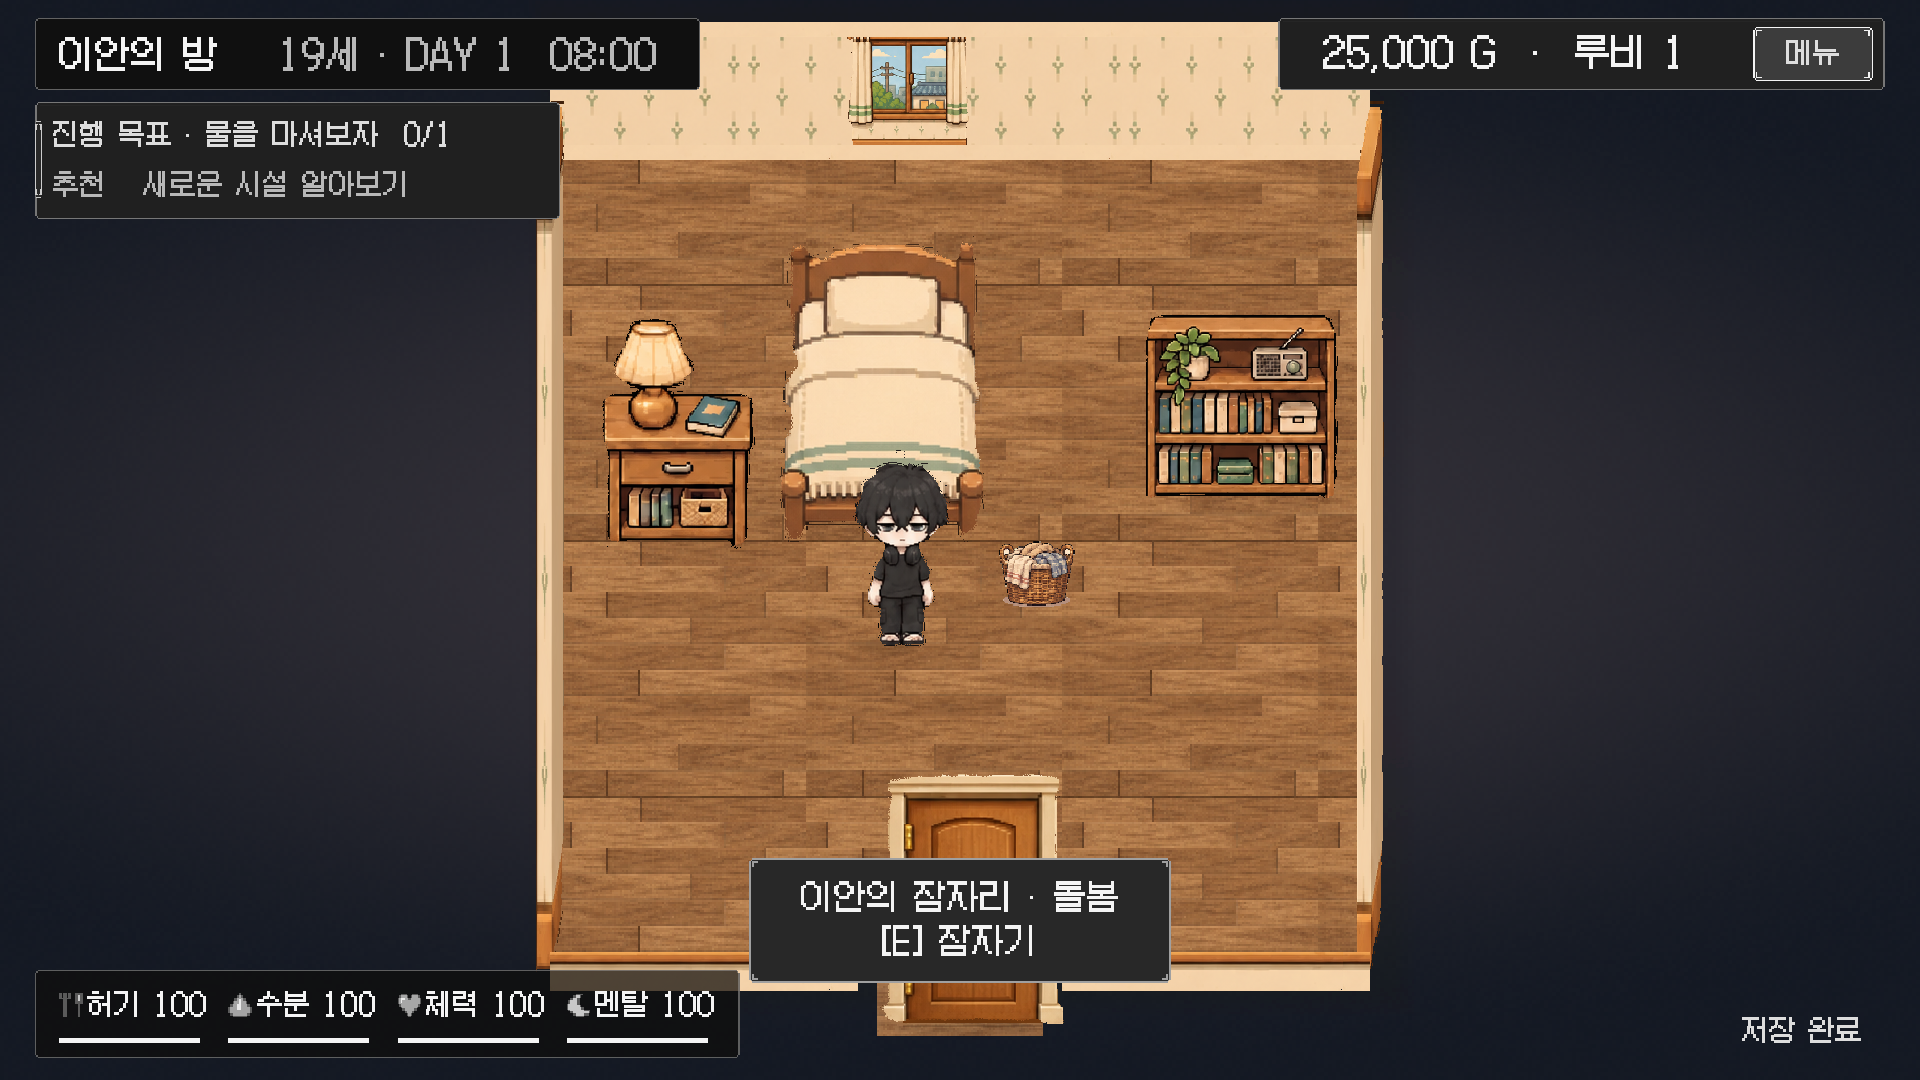 이안의 방 19세 · DAY 1 08:00
25,000 G · 루비 1
메뉴
진행 목표 · 물을 마셔보자 0/1
추천 새로운 시설 알아보기
이안의 잠자리 · 돌봄
[E] 잠자기
허기 100 수분 100 체력 100 멘탈 100
저장 완료